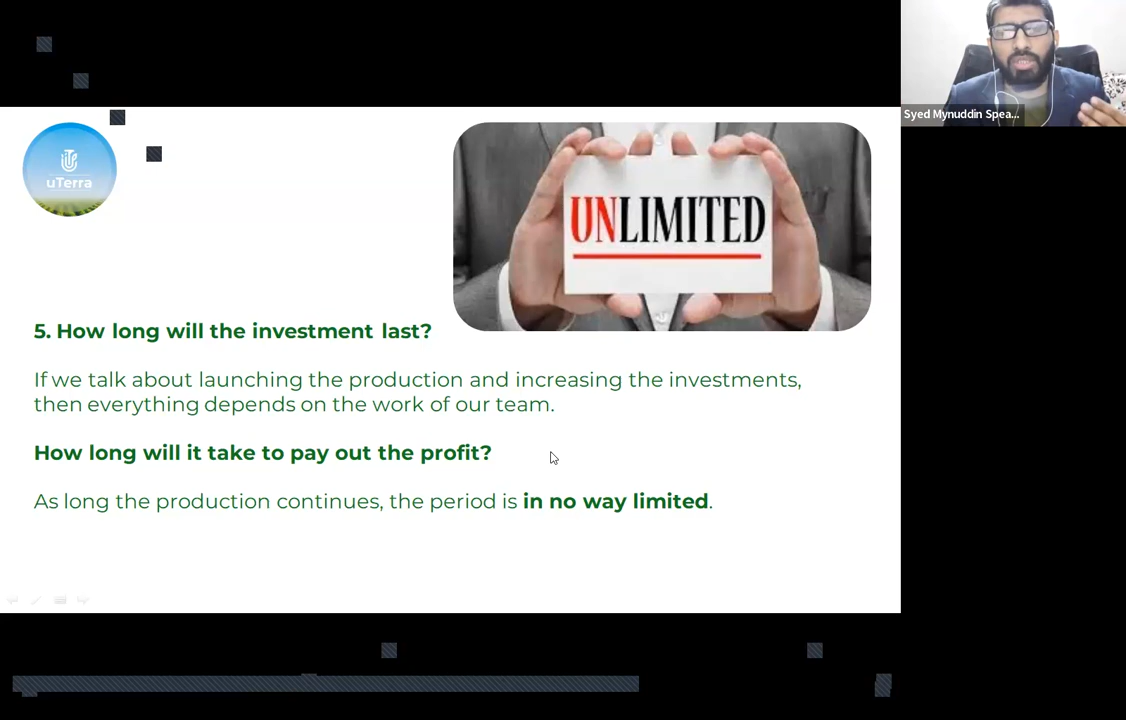 Syed Mynuddin Spea...
uTerra
UNLIMITED
5. How long will the investment last?
If we talk about launching the production and increasing the investments,
then everything depends on the work of our team.
How long will it take to pay out the profit?
As long the production continues, the period is in no way limited.